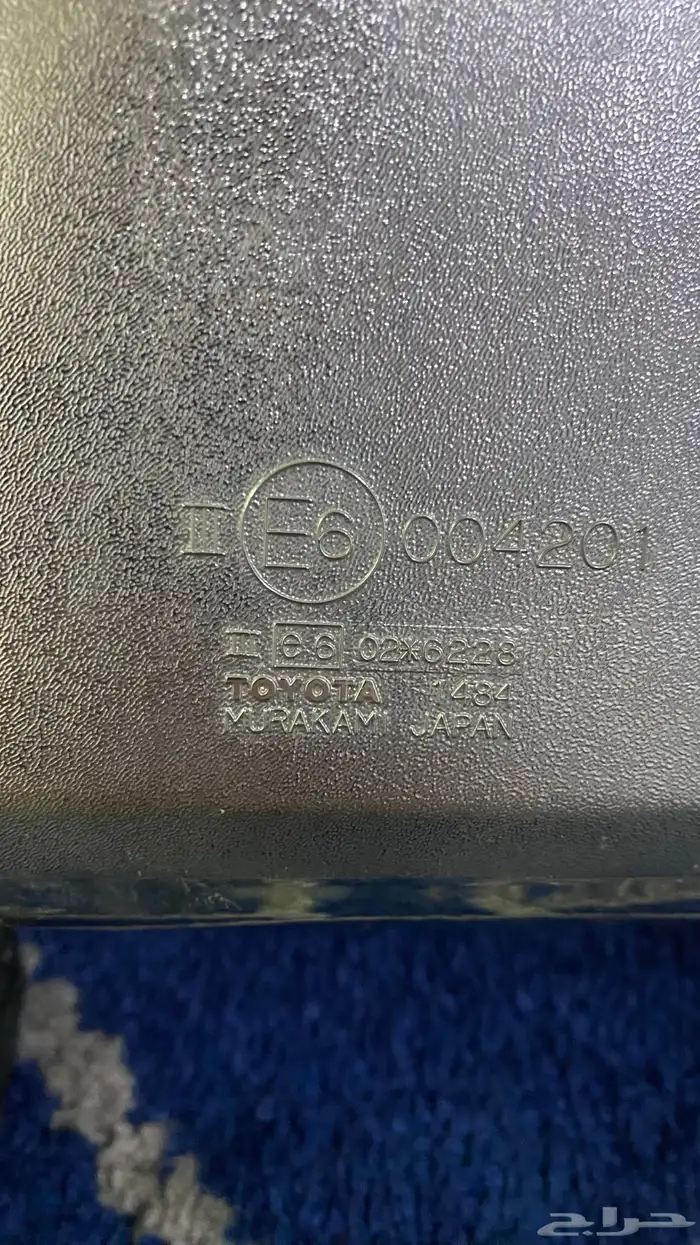 II E6 004201
II e6 02*6228
TOYOTA 1484
MURAKAMI JAPAN
حراج